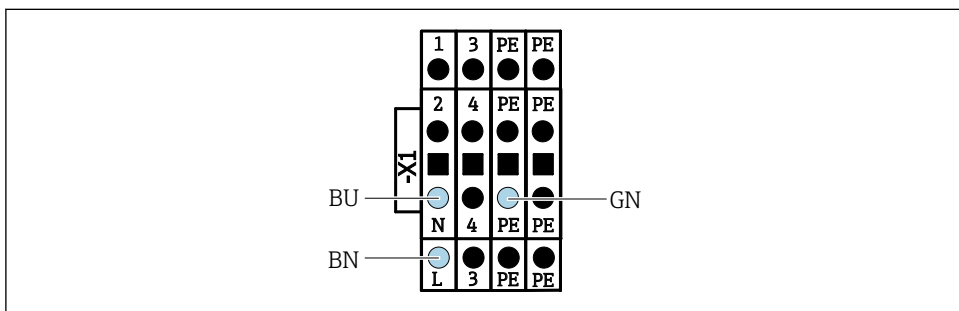 1 3 PE PE
2 4 PE PE
-X1
BU
GN
N 4 PE PE
BN
L 3 PE PE